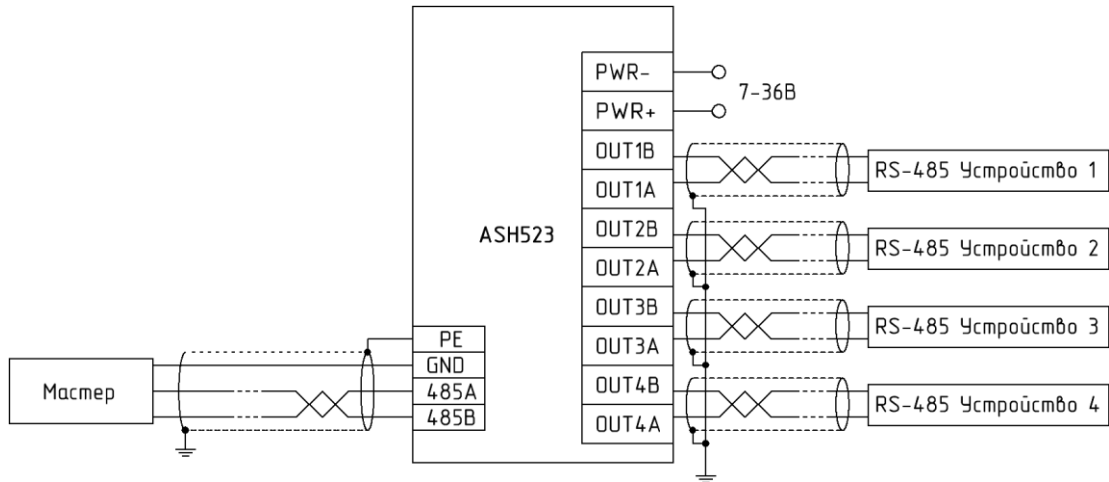 PWR-
PWR+
7-36В
OUT1B
OUT1A
RS-485 Устройство 1
OUT2B
OUT2A
RS-485 Устройство 2
ASH523
OUT3B
OUT3A
RS-485 Устройство 3
OUT4B
OUT4A
RS-485 Устройство 4
Мастер
PE
GND
485A
485B